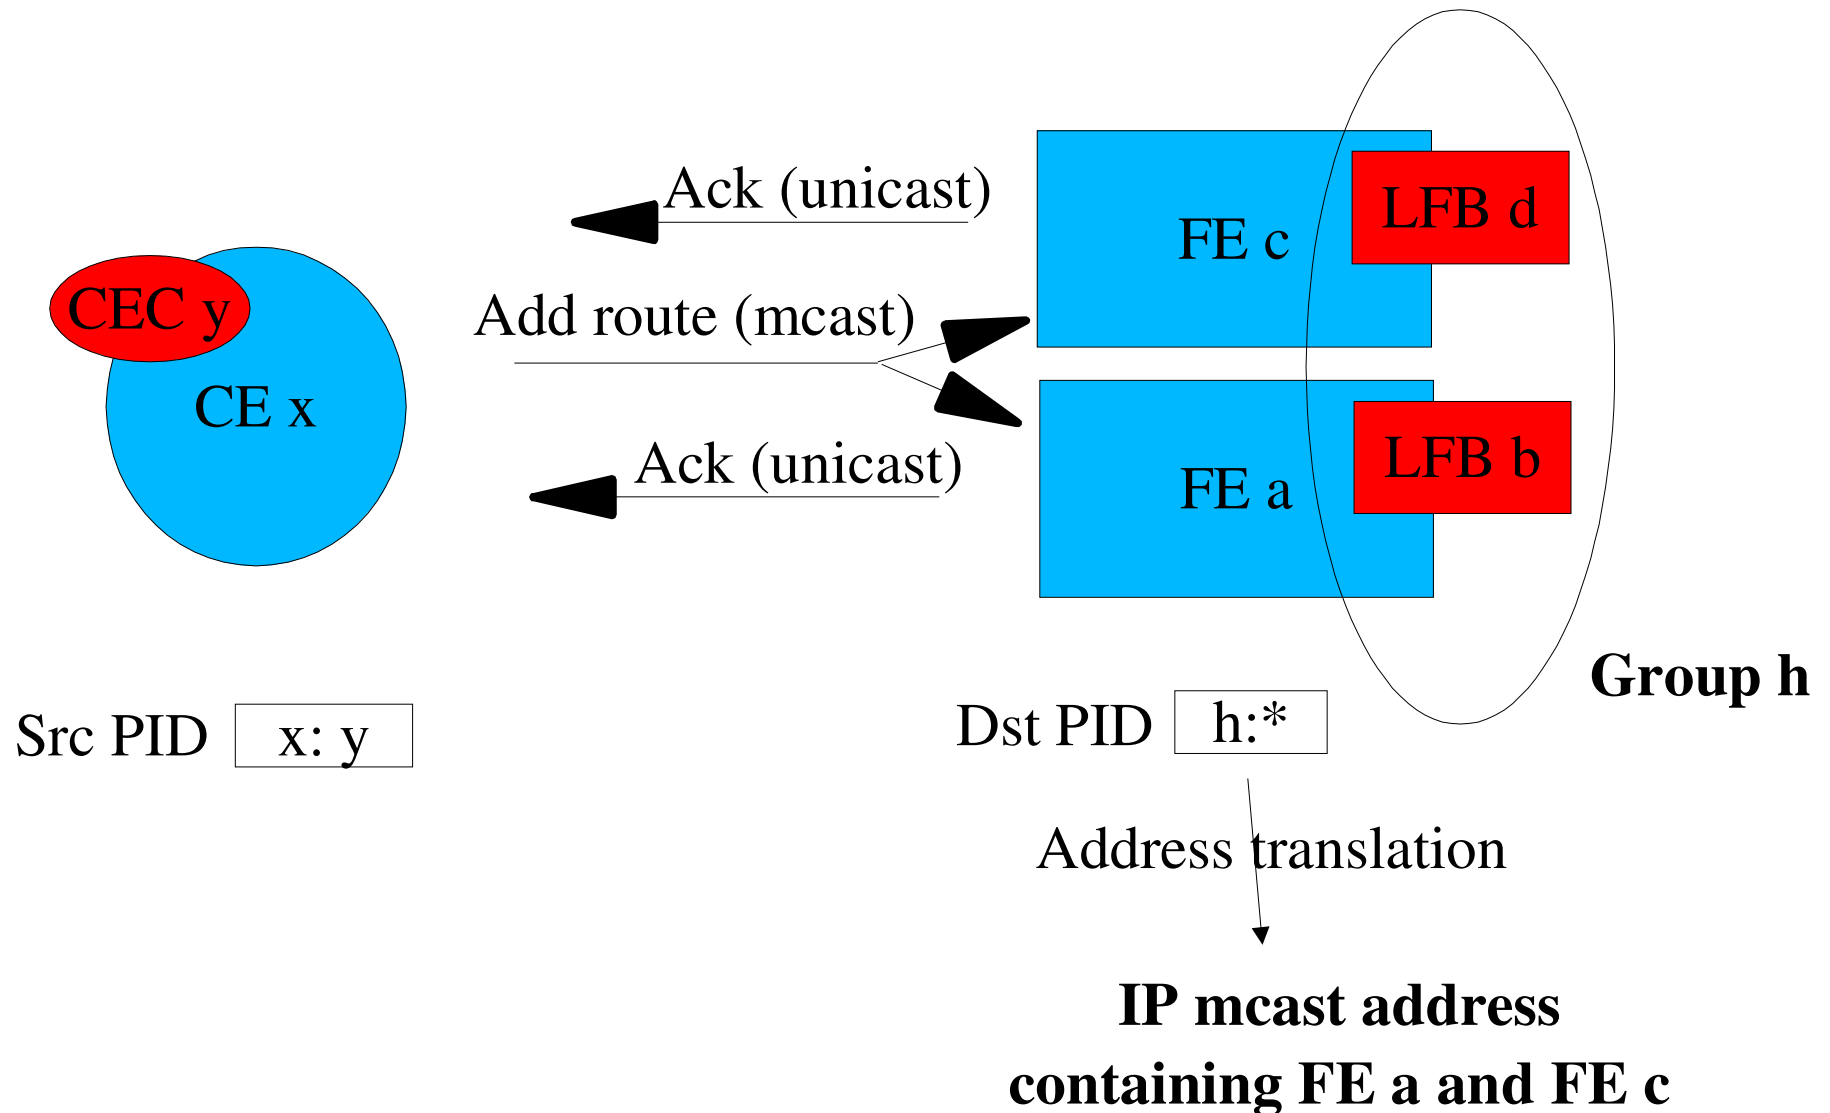 Ack (unicast)
LFB d
FE c
CEC y
Add route (mcast)
CE x
Ack (unicast)
LFB b
FE a
Group h
Src PID
x: y
Dst PID
h:*
Address translation
IP mcast address
containing FE a and FE c